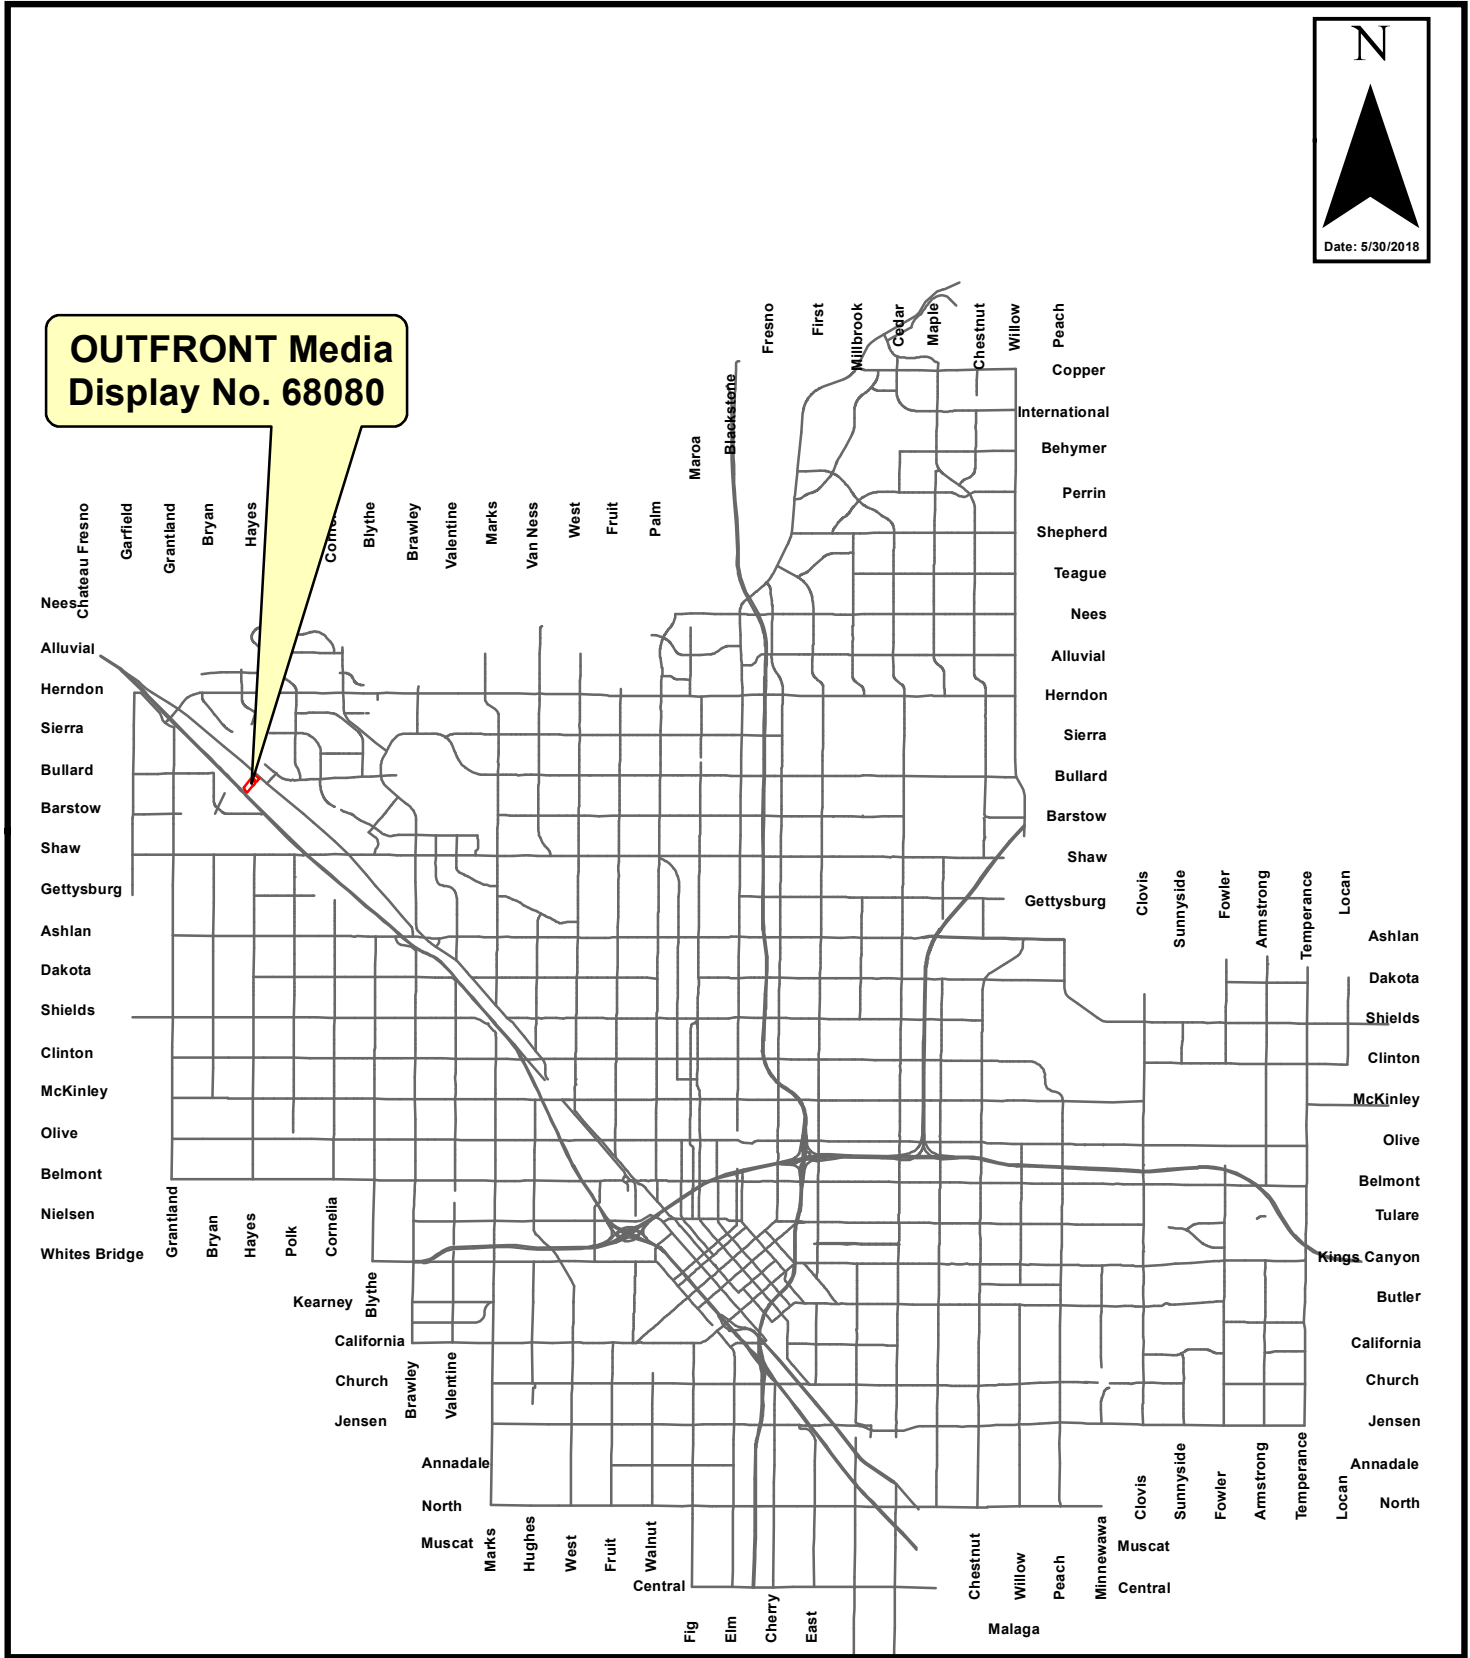 N
Date: 5/30/2018
OUTFRONT Media
Display No. 68080
Fresno
First
Millbrook
Cedar
Maple
Chestnut
Willow
Peach
Maroa
Blackstone
Copper
International
Behymer
Perrin
Shepherd
Teague
Nees
Alluvial
Herndon
Sierra
Bullard
Barstow
Shaw
Gettysburg
Chateau Fresno
Garfield
Grantland
Bryan
Hayes
Blythe
Brawley
Valentine
Marks
Van Ness
West
Fruit
Palm
Nees
Alluvial
Herndon
Sierra
Bullard
Barstow
Shaw
Gettysburg
Ashlan
Dakota
Shields
Clinton
McKinley
Olive
Belmont
Nielsen
Whites Bridge
Clovis
Sunnyside
Fowler
Armstrong
Temperance
Locan
Ashlan
Dakota
Shields
Clinton
McKinley
Olive
Belmont
Tulare
Kings Canyon
Butler
California
Church
Jensen
Annadale
North
Grantland
Bryan
Hayes
Polk
Cornelia
Blythe
Kearney
California
Church
Jensen
Brawley
Valentine
Annadale
North
Muscat
Marks
Hughes
West
Fruit
Walnut
Central
Fig
Elm
Cherry
East
Chestnut
Willow
Peach
Minnewawa
Clovis
Sunnyside
Fowler
Armstrong
Temperance
Locan
Muscat
Central
Malaga